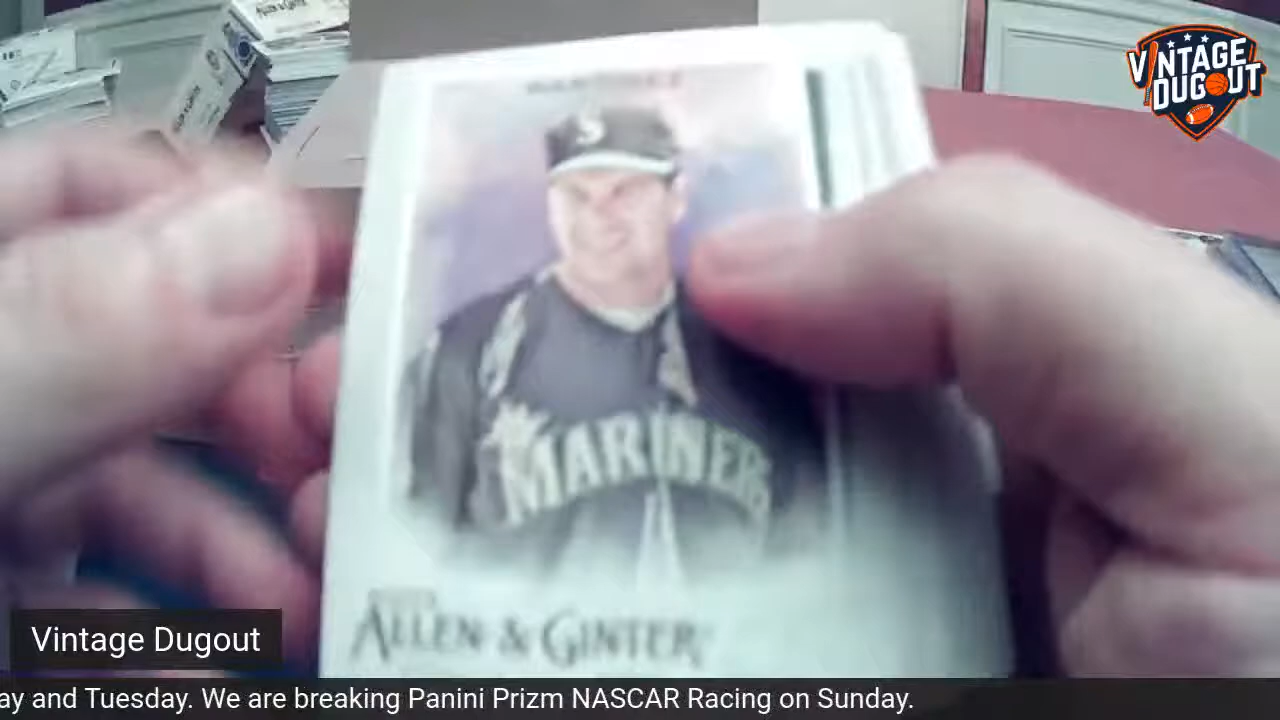 VINTAGE
DUGOUT
S
MARINERS
ALLEN & GINTER
Vintage Dugout
ay and Tuesday. We are breaking Panini Prizm NASCAR Racing on Sunday.